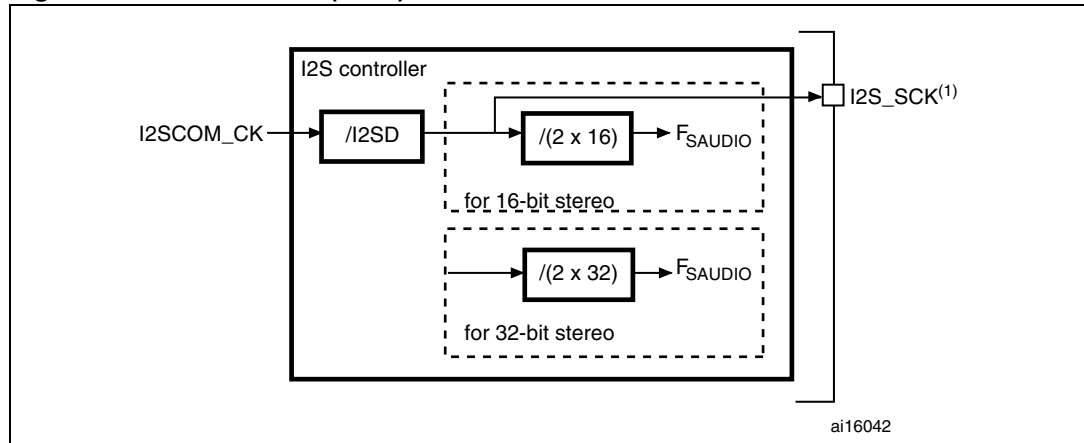 I2S controller
I2S_SCK(1)
I2SCOM_CK
/I2SD
/(2 x 16)
FSAUDIO
for 16-bit stereo
/(2 x 32)
FSAUDIO
for 32-bit stereo
ai16042